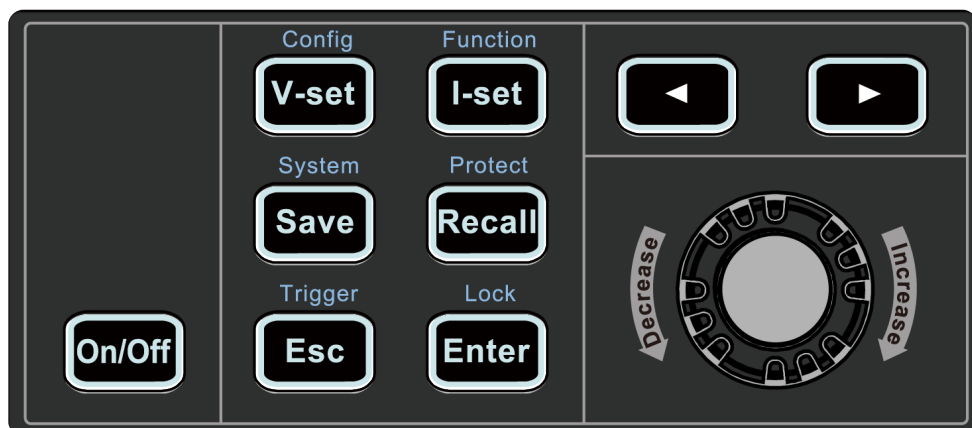 Config Function
V-set I-set
System Protect
Save Recall
Trigger Lock
On/Off Esc Enter
Decrease
Increase